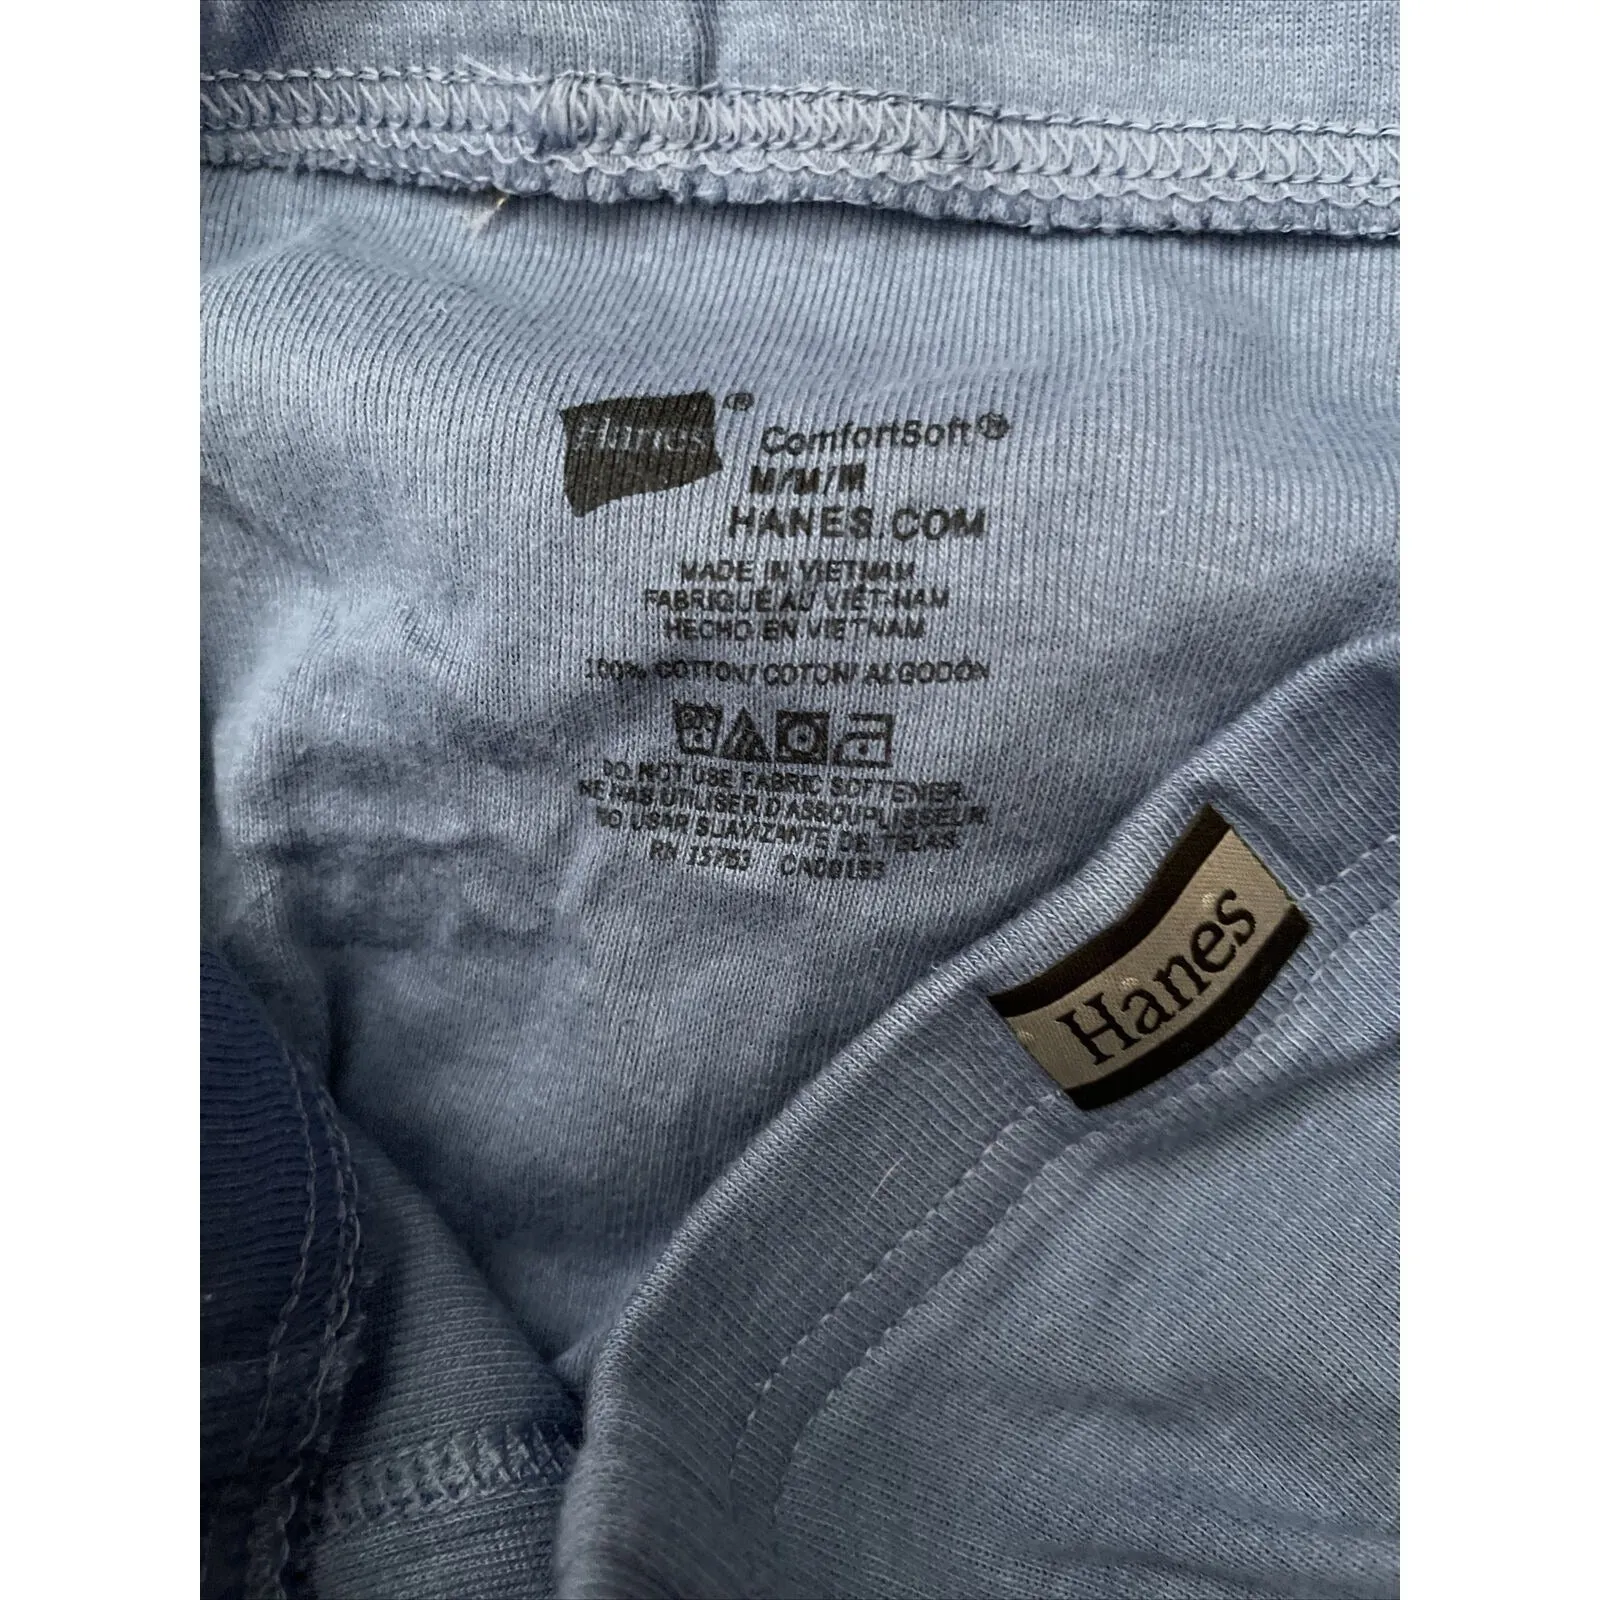 Hanes®
ComfortSoft®
M/M/M
HANES.COM
MADE IN VIETNAM
FABRIQUÉ AU VIÊT-NAM
HECHO EN VIETNAM
100% COTTON/ COTON/ ALGODÓN
DO NOT USE FABRIC SOFTENER.
NE PAS UTILISER D'ASSOUPLISSEUR
NO USAR SUAVIZANTE DE TELAS.
RN 15763 CA00153
Hanes